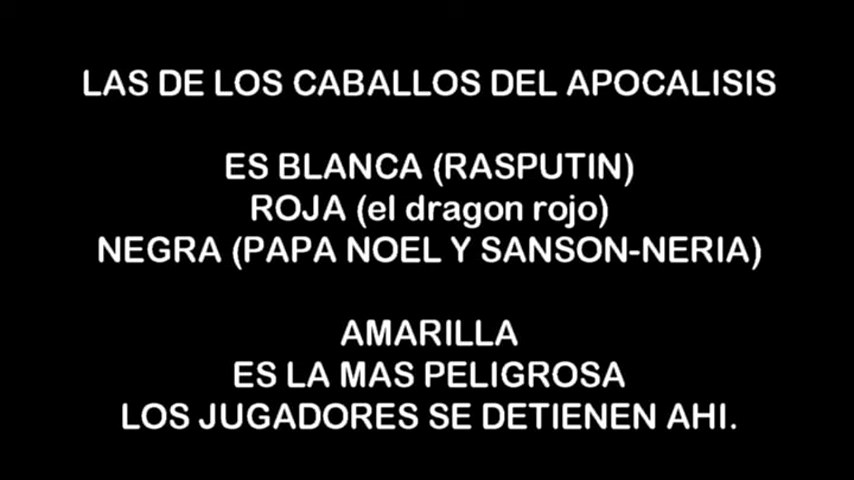 LAS DE LOS CABALLOS DEL APOCALISIS
ES BLANCA (RASPUTIN)
ROJA (el dragon rojo)
NEGRA (PAPA NOEL Y SANSON-NERIA)
AMARILLA
ES LA MAS PELIGROSA
LOS JUGADORES SE DETIENEN AHI.